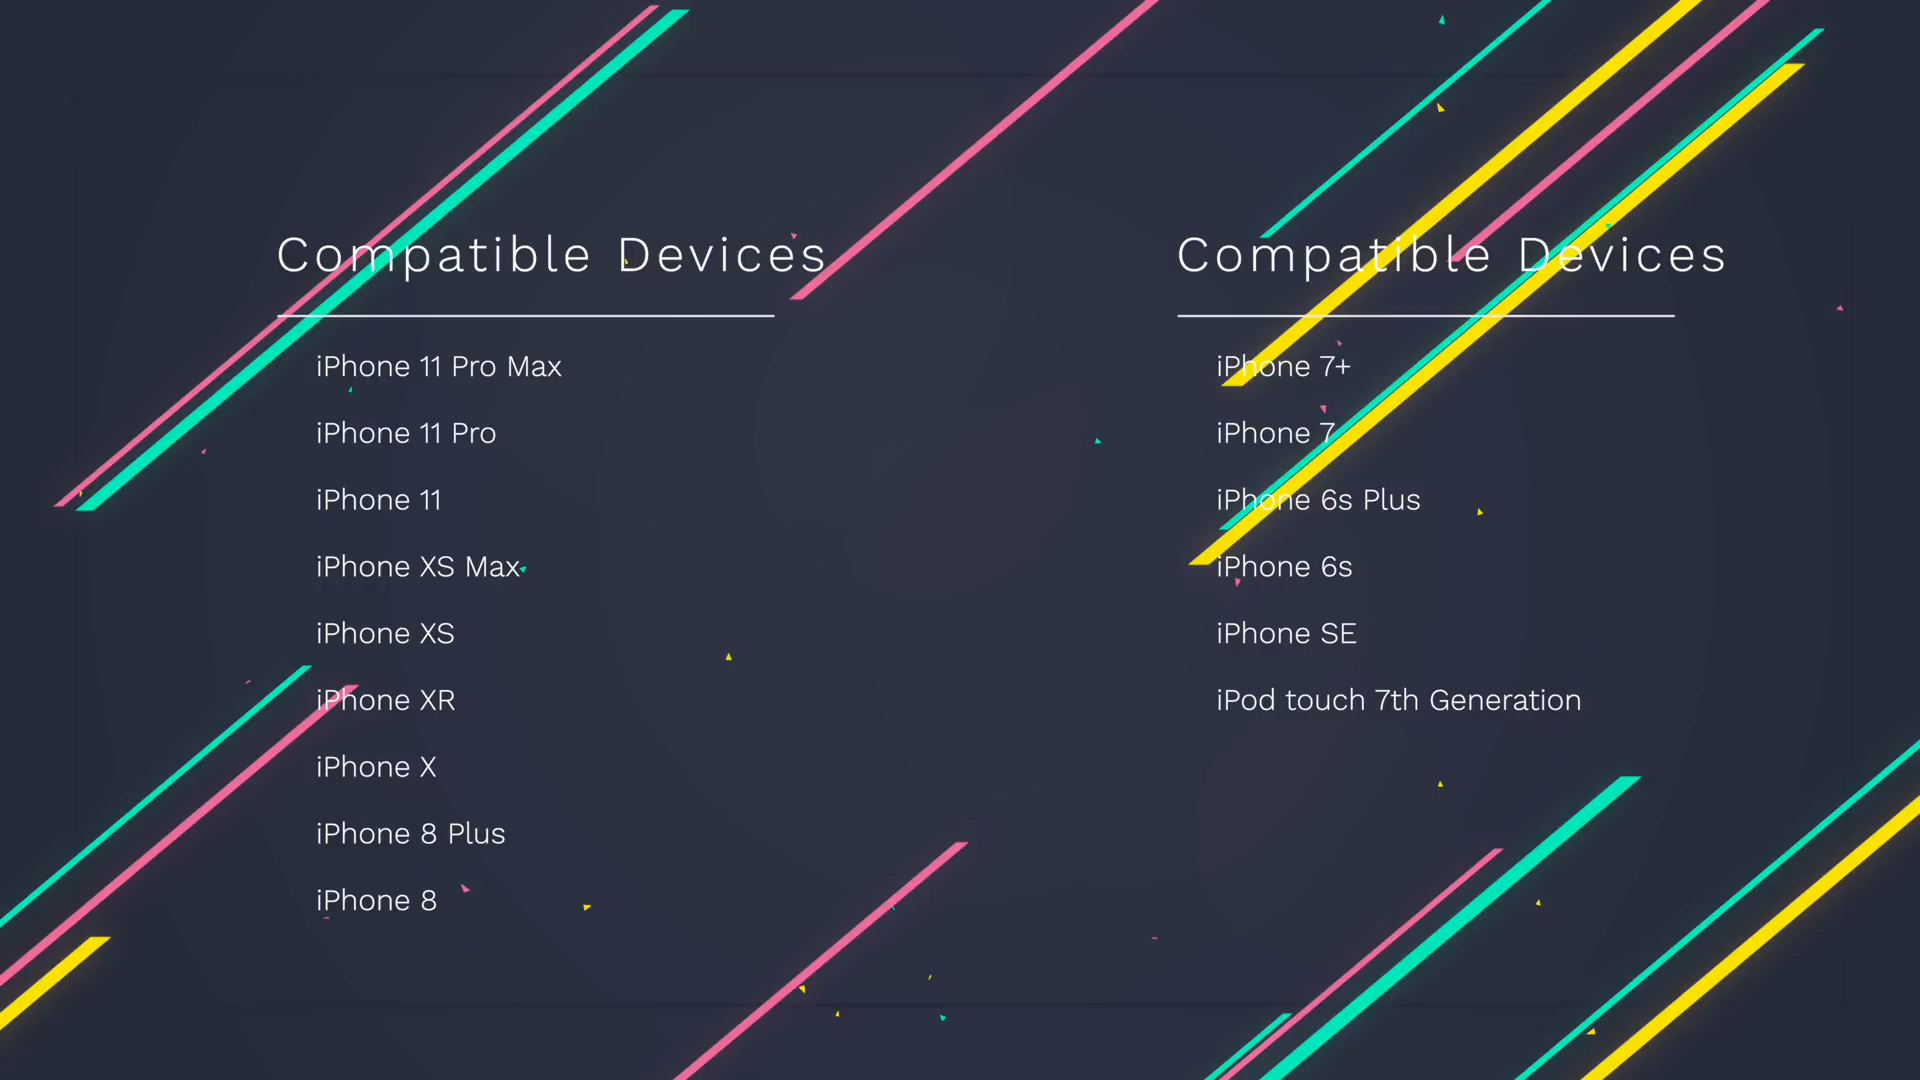 Compatible Devices
iPhone 11 Pro Max
iPhone 11 Pro
iPhone 11
iPhone XS Max
iPhone XS
iPhone XR
iPhone X
iPhone 8 Plus
iPhone 8
Compatible Devices
iPhone 7+
iPhone 7
iPhone 6s Plus
iPhone 6s
iPhone SE
iPod touch 7th Generation